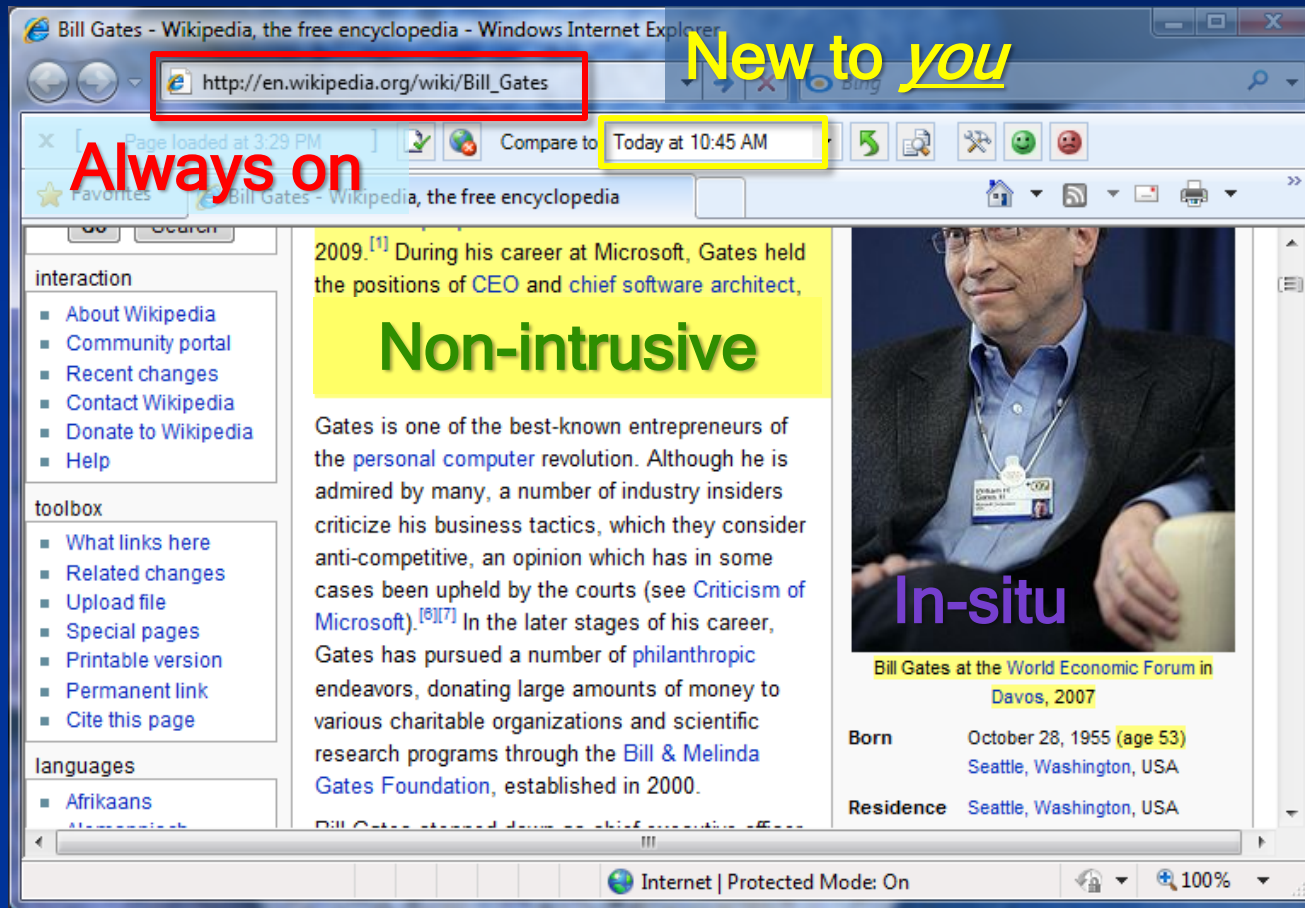 Bill Gates - Wikipedia, the free encyclopedia - Windows Internet Explorer
New to you
http://en.wikipedia.org/wiki/Bill_Gates
Bing
X [ Page loaded at 3:29 PM ]
Compare to
Today at 10:45 AM
Always on
Favorites
Bill Gates - Wikipedia, the free encyclopedia
Go
Search
interaction
About Wikipedia
Community portal
Recent changes
Contact Wikipedia
Donate to Wikipedia
Help
toolbox
What links here
Related changes
Upload file
Special pages
Printable version
Permanent link
Cite this page
languages
Afrikaans
2009.[1] During his career at Microsoft, Gates held
the positions of CEO and chief software architect,
Non-intrusive
Gates is one of the best-known entrepreneurs of
the personal computer revolution. Although he is
admired by many, a number of industry insiders
criticize his business tactics, which they consider
anti-competitive, an opinion which has in some
cases been upheld by the courts (see Criticism of
Microsoft).[6][7] In the later stages of his career,
Gates has pursued a number of philanthropic
endeavors, donating large amounts of money to
various charitable organizations and scientific
research programs through the Bill & Melinda
Gates Foundation, established in 2000.
Bill Gates stepped down as chief executive officer
In-situ
Bill Gates at the World Economic Forum in
Davos, 2007
Born October 28, 1955 (age 53)
Seattle, Washington, USA
Residence Seattle, Washington, USA
Internet | Protected Mode: On
100%